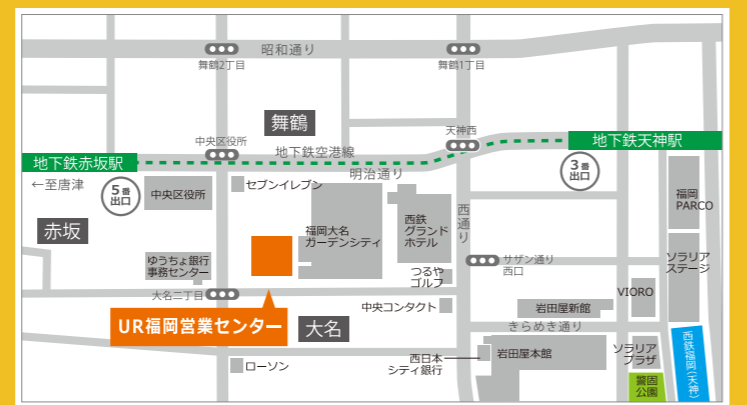 昭和通り
舞鶴2丁目
舞鶴1丁目
舞鶴
中央区役所
天神西
地下鉄空港線
地下鉄天神駅
地下鉄赤坂駅
明治通り
←至唐津
5番
出口
3番
出口
中央区役所
セブンイレブン
福岡
PARCO
赤坂
福岡大名
ガーデンシティ
西鉄
グランド
ホテル
西通り
ゆうちょ銀行
事務センター
サザン通り
西口
ソラリア
ステージ
つるや
ゴルフ
大名二丁目
VIORO
中央コンタクト
岩田屋新館
UR福岡営業センター
大名
きらめき通り
西鉄福岡(天神)
ソラリア
プラザ
岩田屋本館
西日本
シティ銀行
ローソン
警固
公園